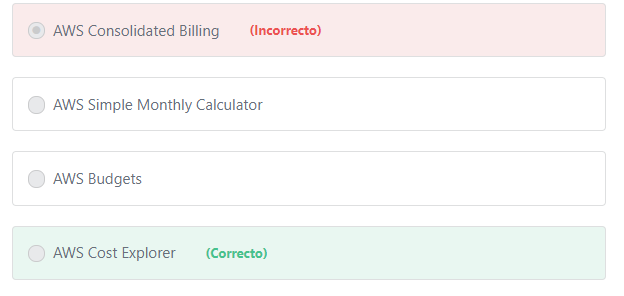 AWS Consolidated Billing (Incorrecto)
AWS Simple Monthly Calculator
AWS Budgets
AWS Cost Explorer (Correcto)